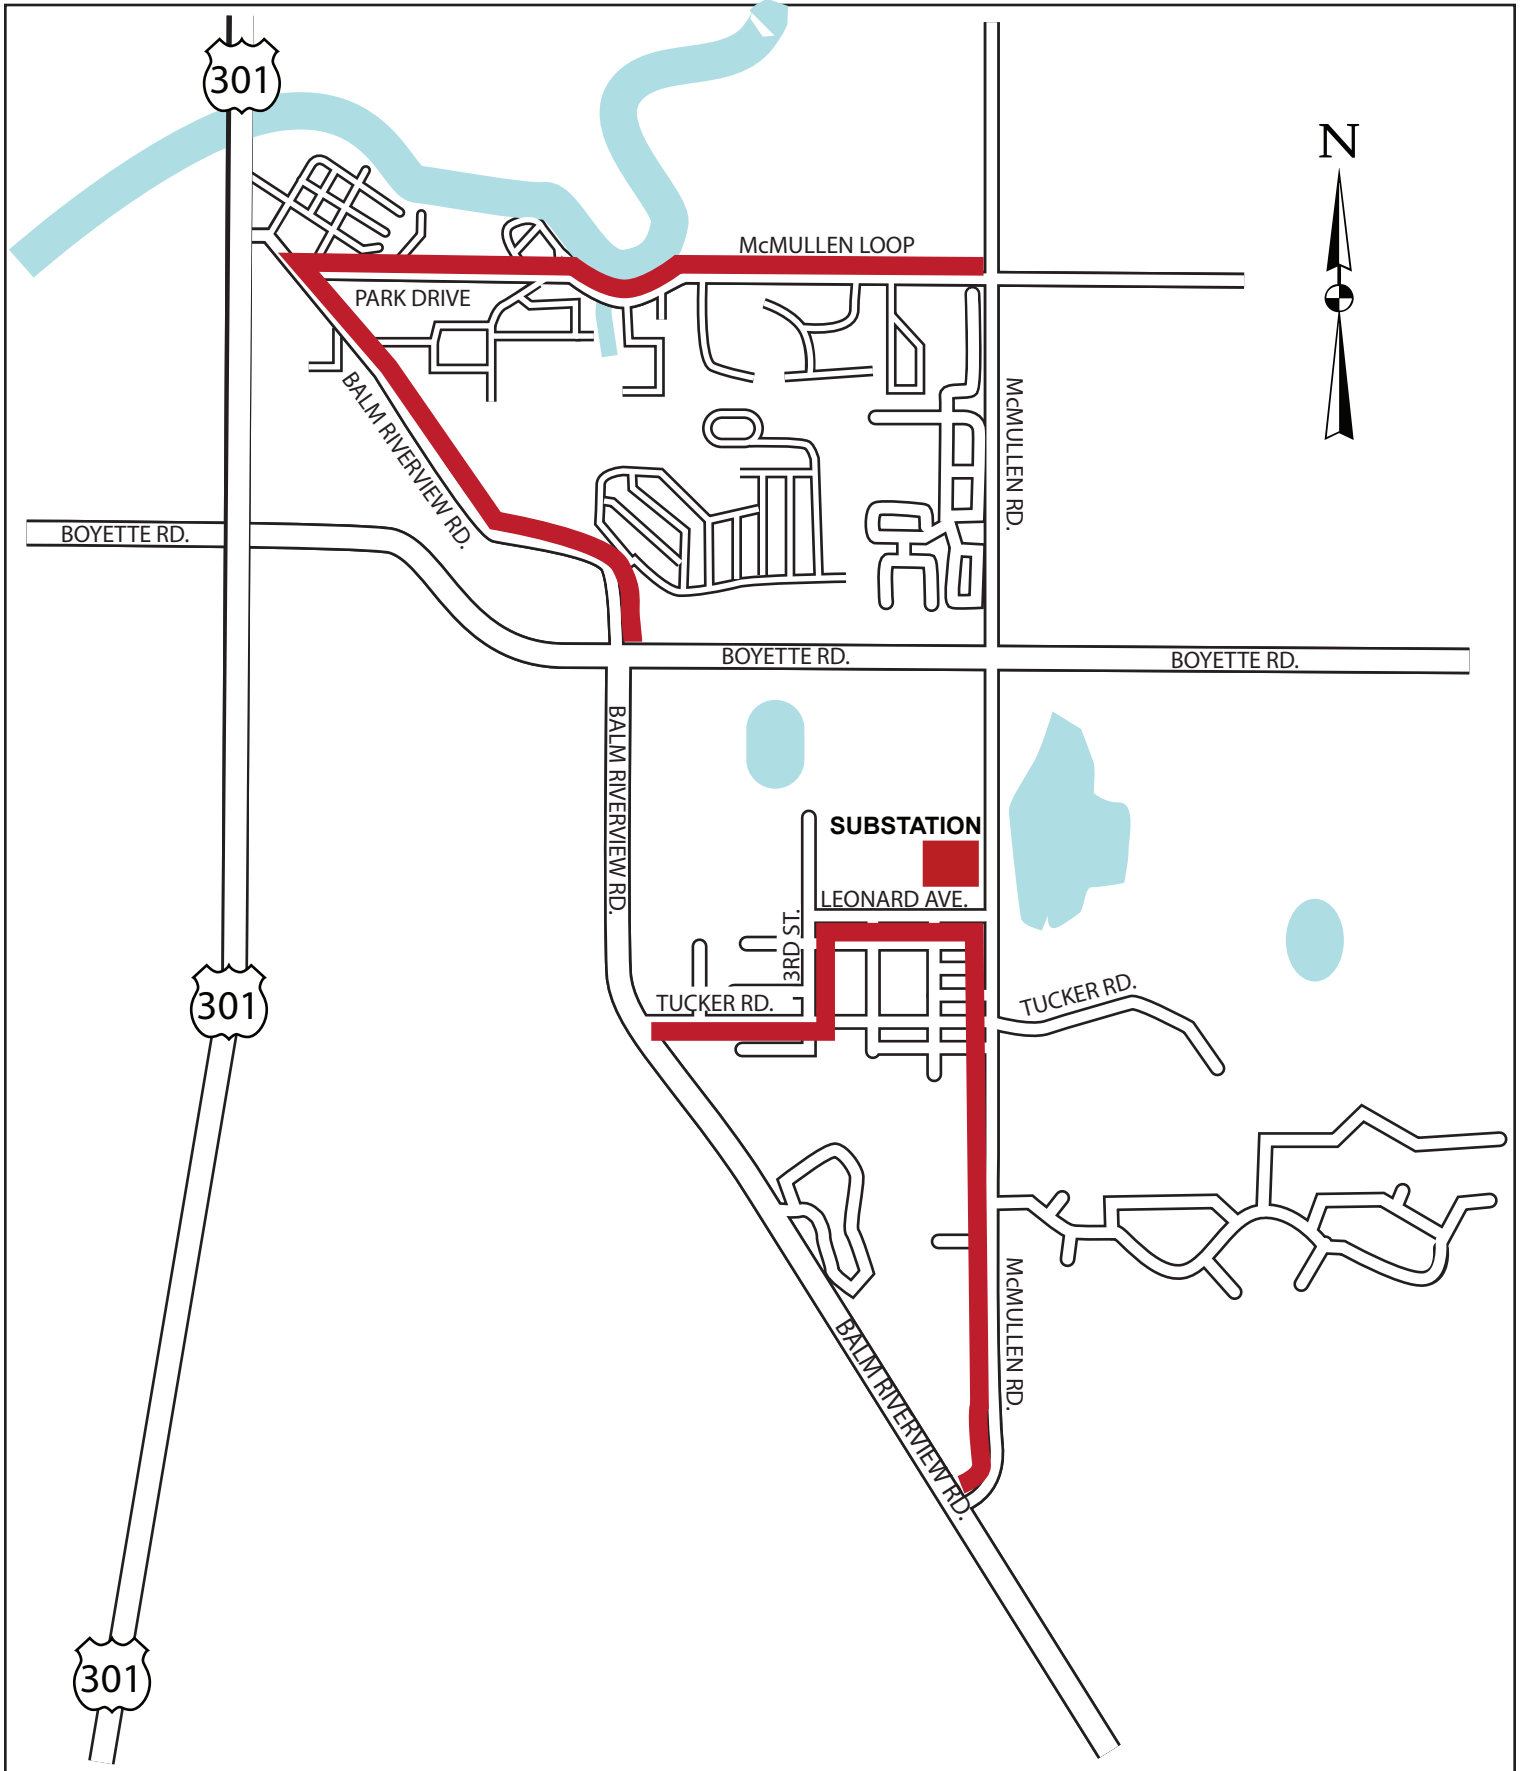 301
N
McMULLEN LOOP
PARK DRIVE
BALM RIVERVIEW RD.
McMULLEN RD.
BOYETTE RD.
BOYETTE RD.
BOYETTE RD.
BALM RIVERVIEW RD.
SUBSTATION
LEONARD AVE.
3RD ST.
301
TUCKER RD.
TUCKER RD.
McMULLEN RD.
BALM RIVERVIEW RD.
301